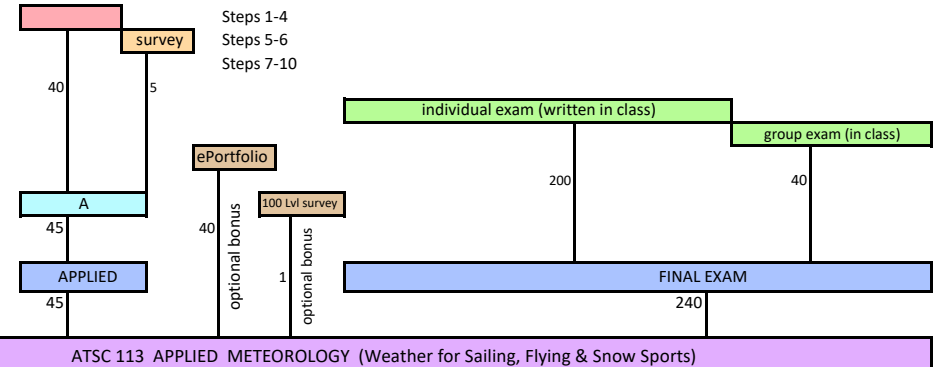 Steps 1-4
survey
Steps 5-6
Steps 7-10
40
5
individual exam (written in class)
group exam (in class)
ePortfolio
200
40
A
100 Lvl survey
45
40
optional bonus
1
optional bonus
APPLIED
FINAL EXAM
45
240
ATSC 113 APPLIED METEOROLOGY (Weather for Sailing, Flying & Snow Sports)